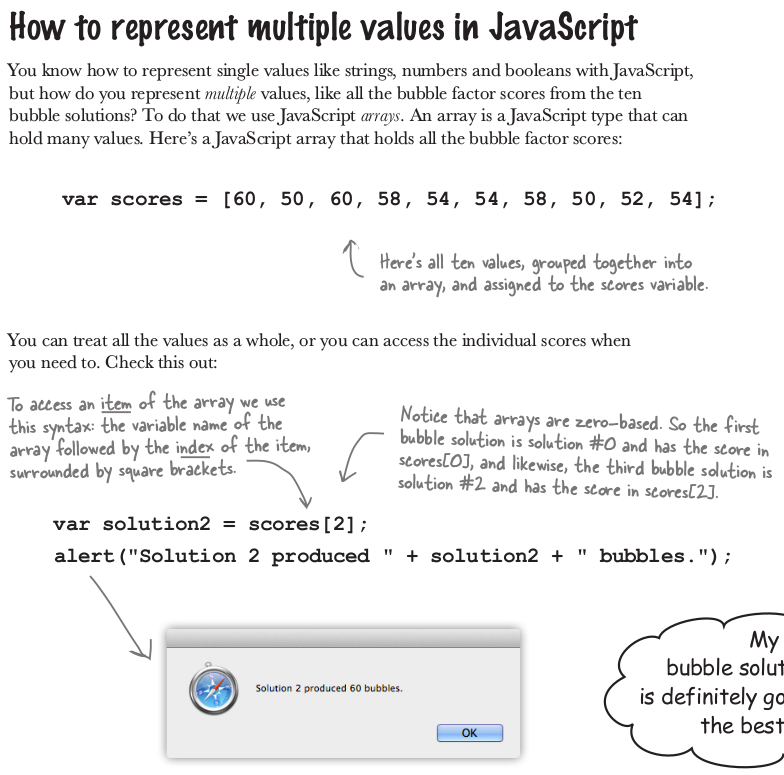 How to represent multiple values in JavaScript
You know how to represent single values like strings, numbers and booleans with JavaScript,
but how do you represent multiple values, like all the bubble factor scores from the ten
bubble solutions? To do that we use JavaScript arrays. An array is a JavaScript type that can
hold many values. Here's a JavaScript array that holds all the bubble factor scores:
var scores = [60, 50, 60, 58, 54, 54, 58, 50, 52, 54];
Here's all ten values, grouped together into
an array, and assigned to the scores variable.
You can treat all the values as a whole, or you can access the individual scores when
you need to. Check this out:
To access an item of the array we use
this syntax: the variable name of the
array followed by the index of the item,
surrounded by square brackets.
Notice that arrays are zero-based. So the first
bubble solution is solution #0 and has the score in
scores[0], and likewise, the third bubble solution is
solution #2 and has the score in scores[2].
var solution2 = scores[2];
alert("Solution 2 produced " + solution2 + " bubbles.");
Solution 2 produced 60 bubbles.
OK
My
bubble solut
is definitely go
the best